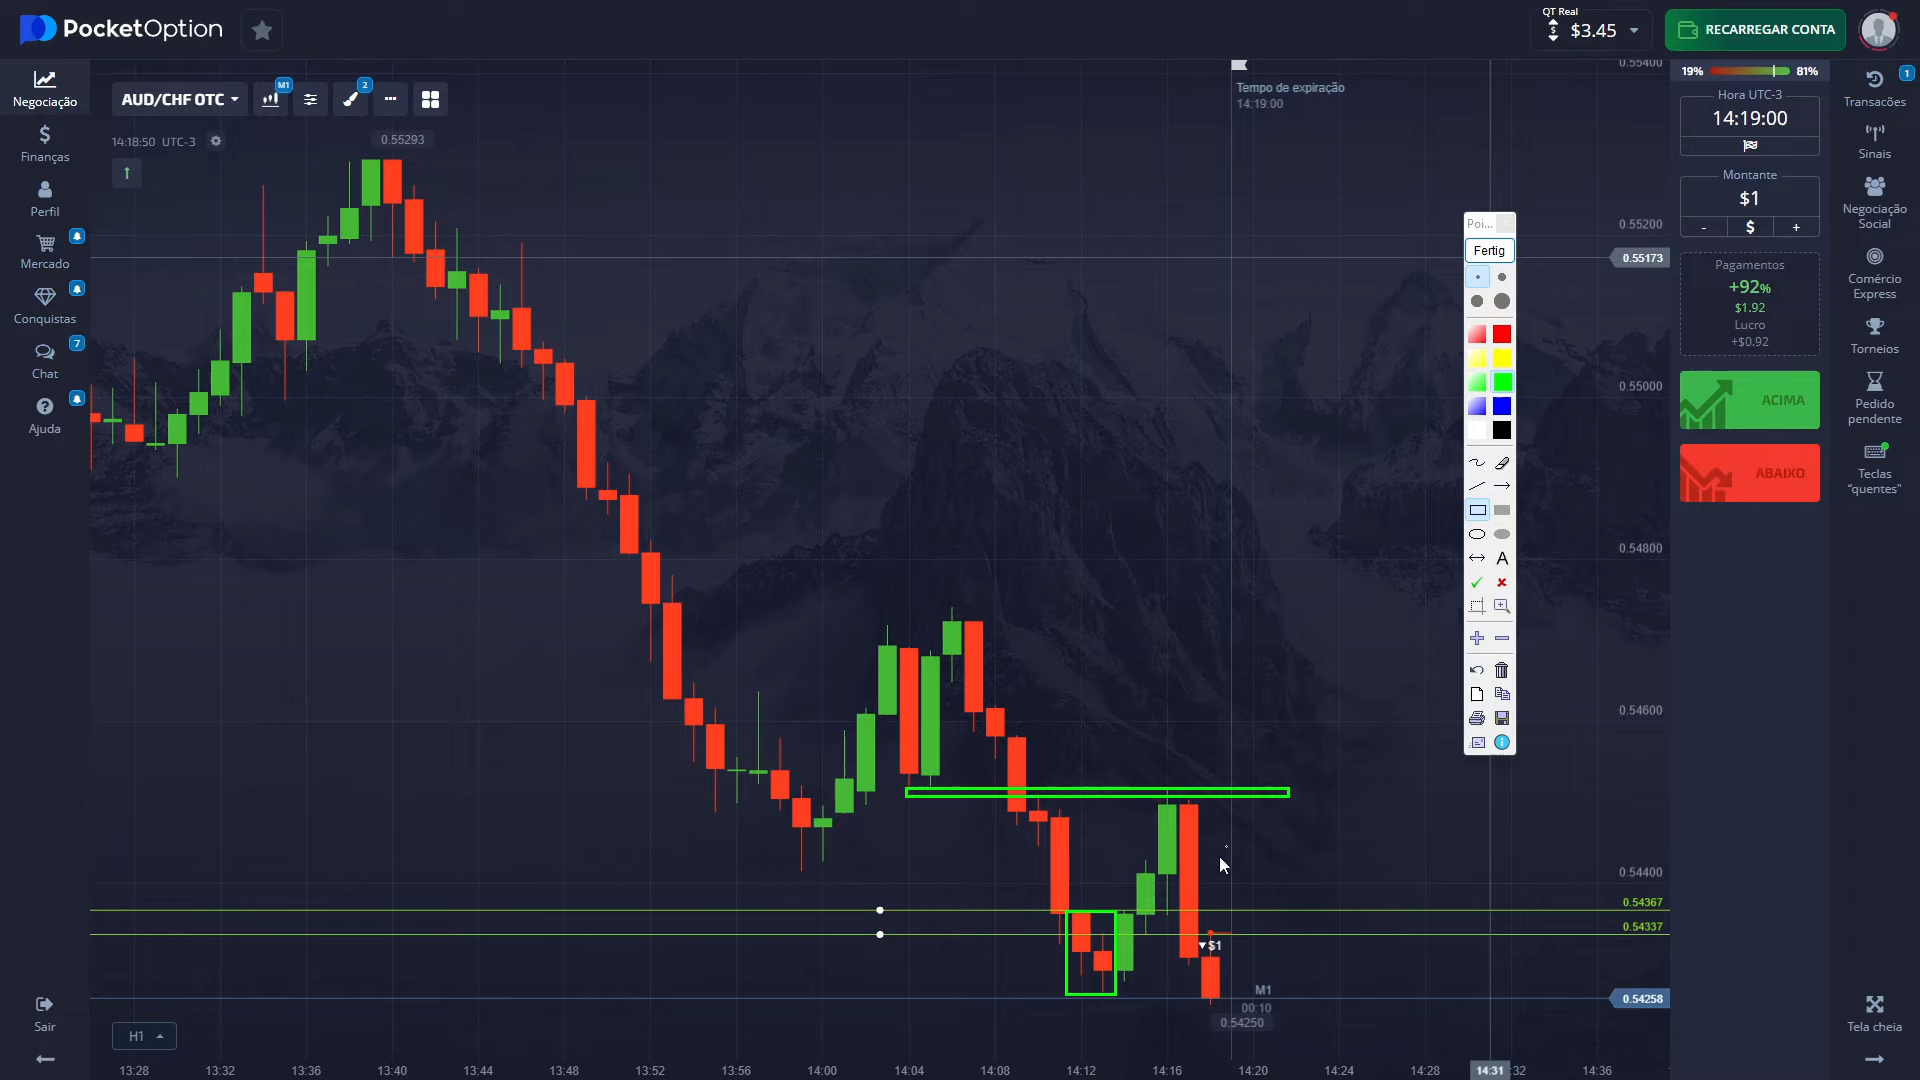 PocketOption
QT Real
$3.45
RECARREGAR CONTA
Negociação
Finanças
Perfil
Mercado
Conquistas
7
Chat
Ajuda
Sair
AUD/CHF OTC
M1
2
14:18:50 UTC-3
0.55293
Tempo de expiração
14:19:00
0.55400
0.55200
0.55173
0.55000
0.54800
0.54600
0.54400
0.54367
0.54337
0.54258
$1
M1
00:10
0.54250
H1
13:28
13:32
13:36
13:40
13:44
13:48
13:52
13:56
14:00
14:04
14:08
14:12
14:16
14:20
14:24
14:28
14:31
:32
14:36
Poi...
Fertig
A
19%
81%
Hora UTC-3
14:19:00
Montante
$1
- $ +
Pagamentos
+92%
$1.92
Lucro
+$0.92
ACIMA
ABAIXO
1
Transacões
Sinais
Negociação
Social
Comércio
Express
Torneios
Pedido
pendente
Teclas
“quentes”
Tela cheia